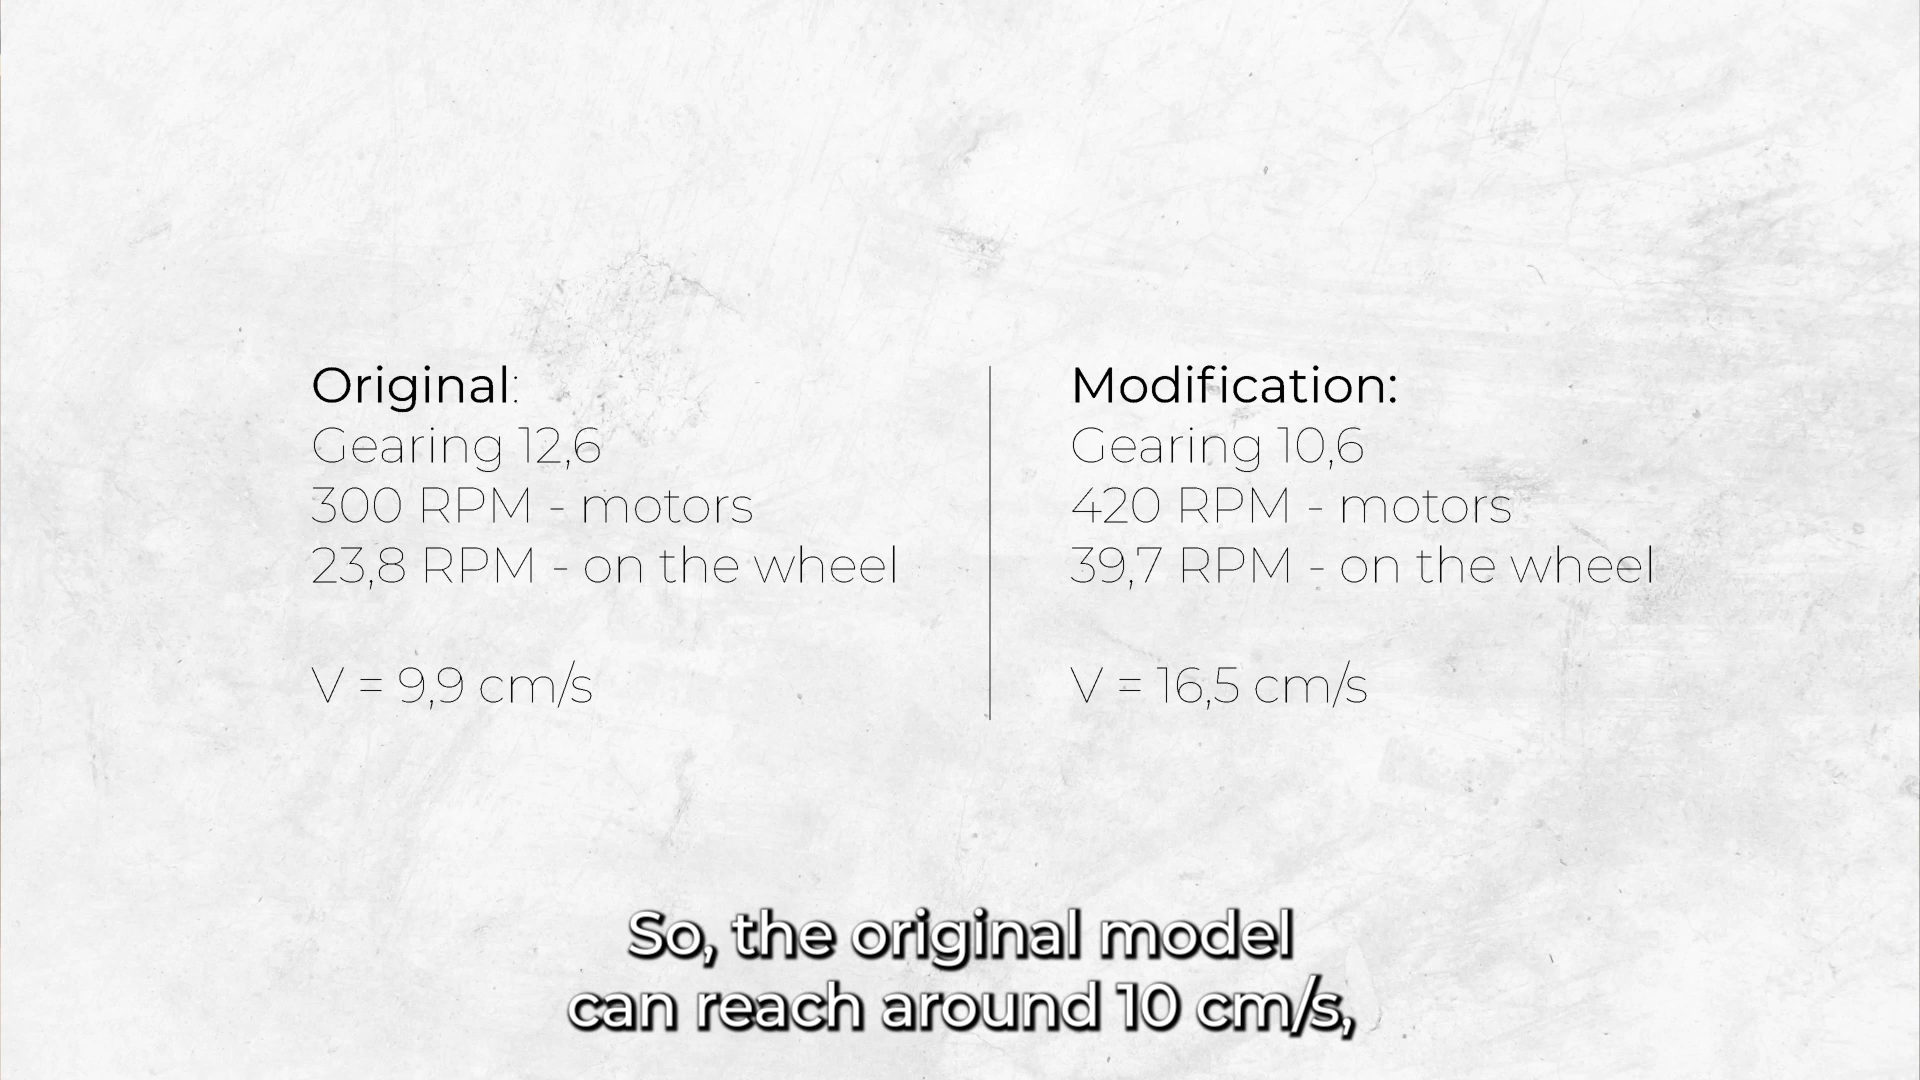 Original:
Gearing 12,6
300 RPM - motors
23,8 RPM - on the wheel
V = 9,9 cm/s
Modification:
Gearing 10,6
420 RPM - motors
39,7 RPM - on the wheel
V = 16,5 cm/s
So, the original model
can reach around 10 cm/s,